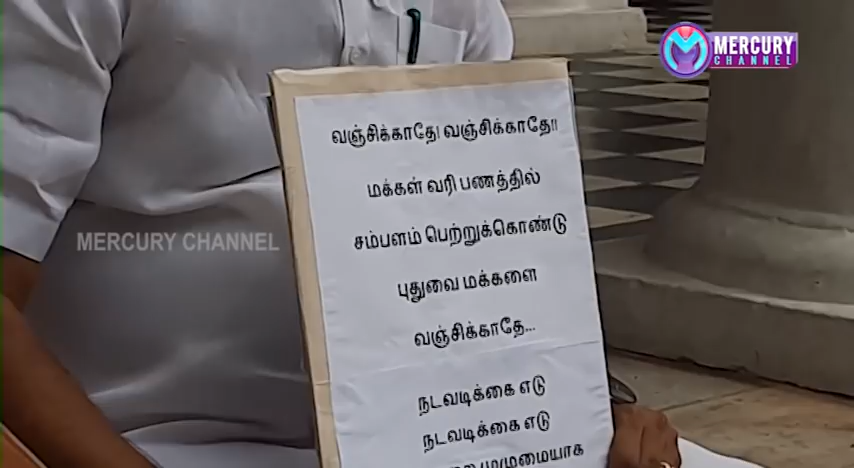 MERCURY
CHANNEL
MERCURY CHANNEL
வஞ்சிக்காதே! வஞ்சிக்காதே!!
மக்கள் வரி பணத்தில்
சம்பளம் பெற்றுக்கொண்டு
புதுவை மக்களை
வஞ்சிக்காதே...
நடவடிக்கை எடு
நடவடிக்கை எடு
முழுமையாக